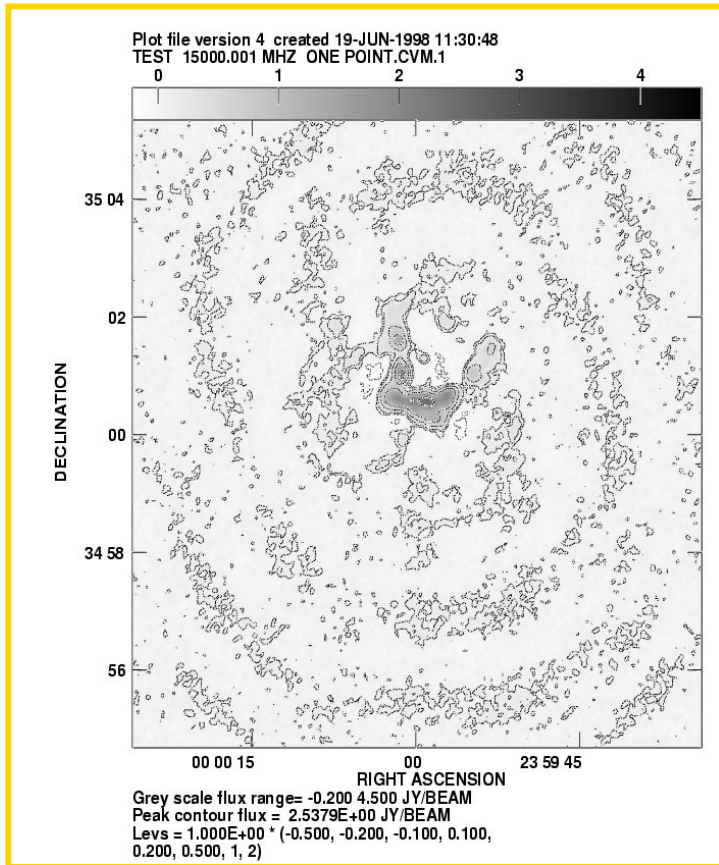 Plot file version 4 created 19-JUN-1998 11:30:48
TEST 15000.001 MHZ ONE POINT.CVM.1
0 1 2 3 4
35 04
02
00
34 58
56
DECLINATION
00 00 15 00 23 59 45
RIGHT ASCENSION
Grey scale flux range= -0.200 4.500 JY/BEAM
Peak contour flux = 2.5379E+00 JY/BEAM
Levs = 1.000E+00 * (-0.500, -0.200, -0.100, 0.100,
0.200, 0.500, 1, 2)